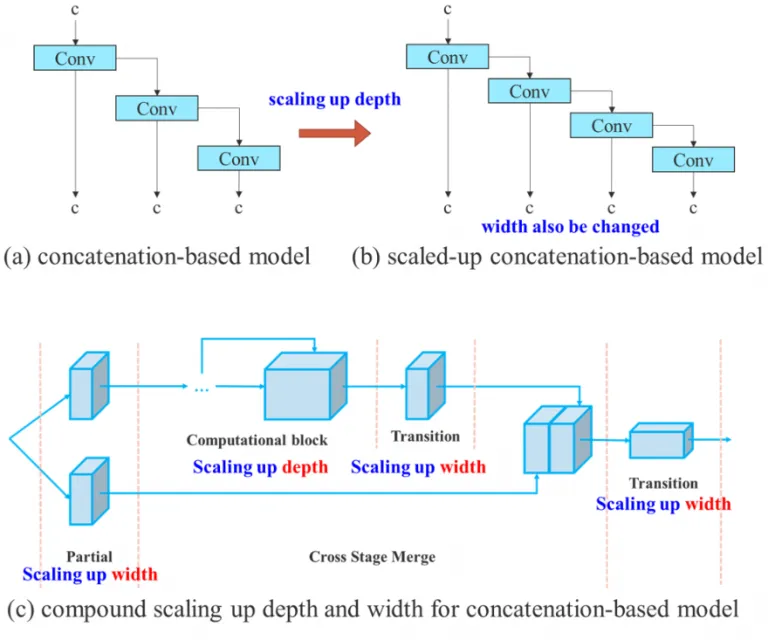 c
c
Conv
Conv
Conv
Conv
scaling up depth
Conv
Conv
Conv
c
c
c
c
c
c
c
width also be changed
(a) concatenation-based model
(b) scaled-up concatenation-based model
...
Computational block
Transition
Scaling up depth
Scaling up width
Transition
Scaling up width
Partial
Cross Stage Merge
Scaling up width
(c) compound scaling up depth and width for concatenation-based model